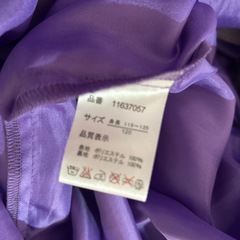 品番 11637057
サイズ 身長 115~125
120
品質表示
表地 ポリエステル 100%
裏地 ポリエステル 100%